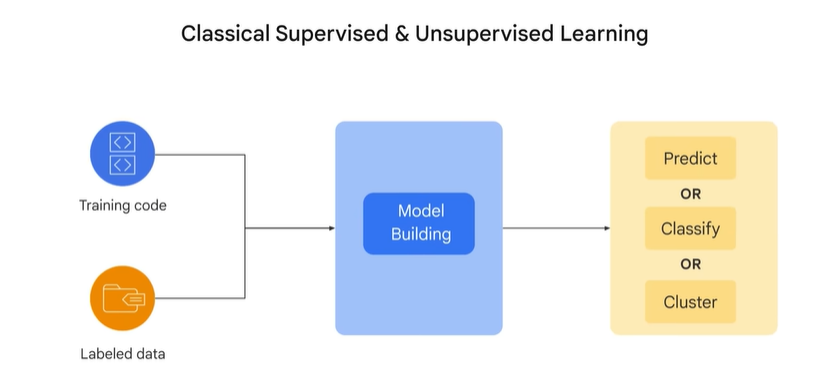 Classical Supervised & Unsupervised Learning
Training code
Labeled data
Model
Building
Predict
OR
Classify
OR
Cluster